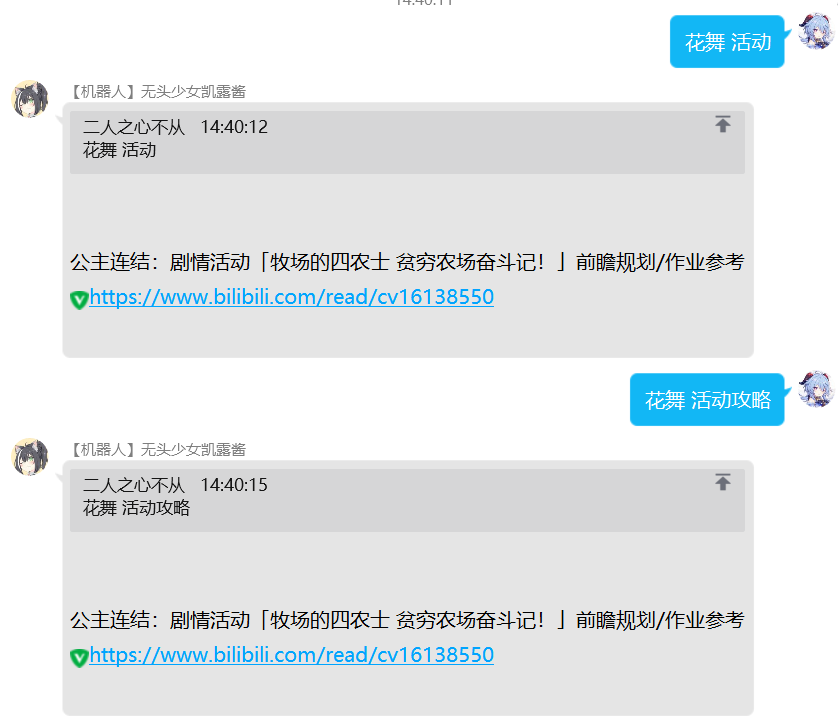 花舞 活动
【机器人】无头少女凯露酱
二人之心不从 14:40:12
花舞 活动
公主连结：剧情活动「牧场的四农士 贫穷农场奋斗记！」前瞻规划/作业参考
https://www.bilibili.com/read/cv16138550
花舞 活动攻略
【机器人】无头少女凯露酱
二人之心不从 14:40:15
花舞 活动攻略
公主连结：剧情活动「牧场的四农士 贫穷农场奋斗记！」前瞻规划/作业参考
https://www.bilibili.com/read/cv16138550